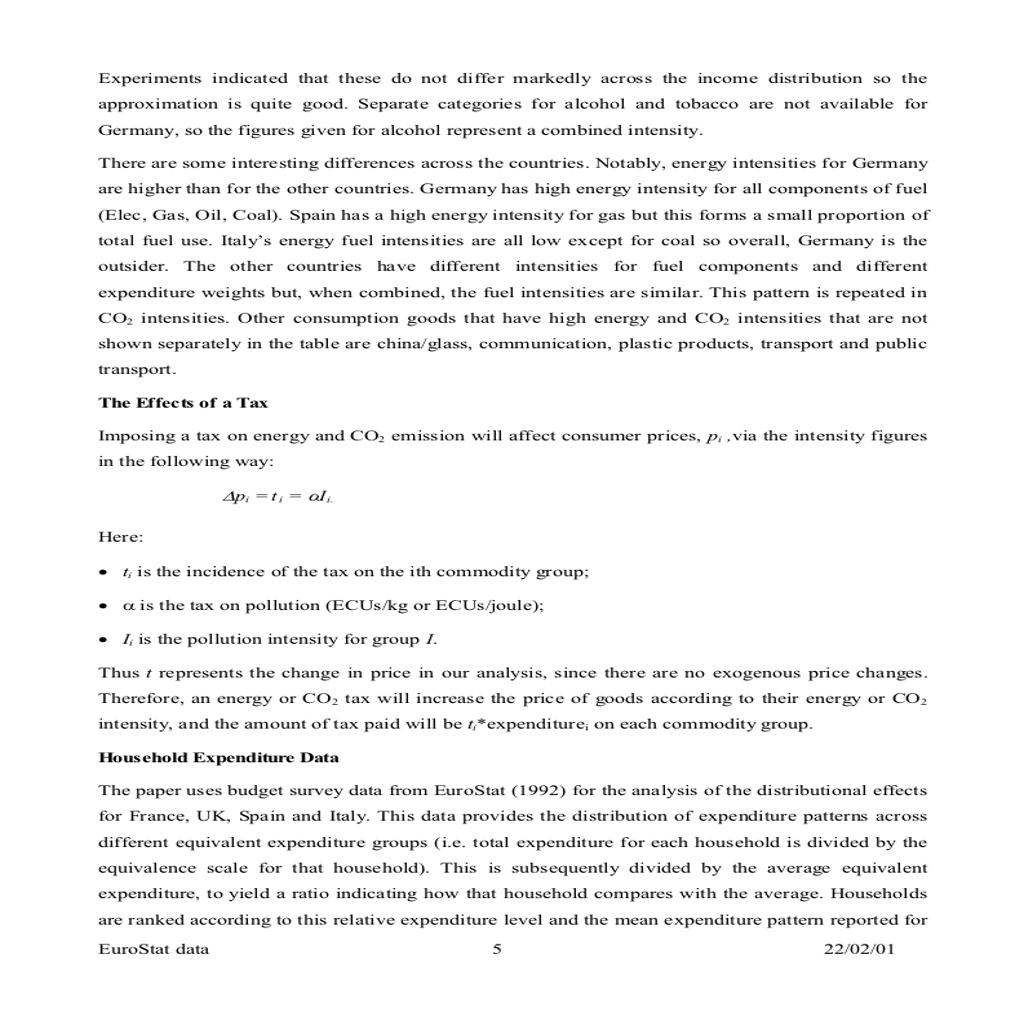 Experiments indicated that these do not differ markedly across the income distribution so the
approximation is quite good. Separate categories for alcohol and tobacco are not available for
Germany, so the figures given for alcohol represent a combined intensity.
There are some interesting differences across the countries. Notably, energy intensities for Germany
are higher than for the other countries. Germany has high energy intensity for all components of fuel
(Elec, Gas, Oil, Coal). Spain has a high energy intensity for gas but this forms a small proportion of
total fuel use. Italy’s energy fuel intensities are all low except for coal so overall, Germany is the
outsider. The other countries have different intensities for fuel components and different
expenditure weights but, when combined, the fuel intensities are similar. This pattern is repeated in
CO₂ intensities. Other consumption goods that have high energy and CO₂ intensities that are not
shown separately in the table are china/glass, communication, plastic products, transport and public
transport.
The Effects of a Tax
Imposing a tax on energy and CO₂ emission will affect consumer prices, pᵢ ,via the intensity figures
in the following way:
Δpᵢ = tᵢ = αIᵢ.
Here:
• tᵢ is the incidence of the tax on the ith commodity group;
• α is the tax on pollution (ECUs/kg or ECUs/joule);
• Iᵢ is the pollution intensity for group I.
Thus t represents the change in price in our analysis, since there are no exogenous price changes.
Therefore, an energy or CO₂ tax will increase the price of goods according to their energy or CO₂
intensity, and the amount of tax paid will be tᵢ*expenditureᵢ on each commodity group.
Household Expenditure Data
The paper uses budget survey data from EuroStat (1992) for the analysis of the distributional effects
for France, UK, Spain and Italy. This data provides the distribution of expenditure patterns across
different equivalent expenditure groups (i.e. total expenditure for each household is divided by the
equivalence scale for that household). This is subsequently divided by the average equivalent
expenditure, to yield a ratio indicating how that household compares with the average. Households
are ranked according to this relative expenditure level and the mean expenditure pattern reported for
EuroStat data 5 22/02/01